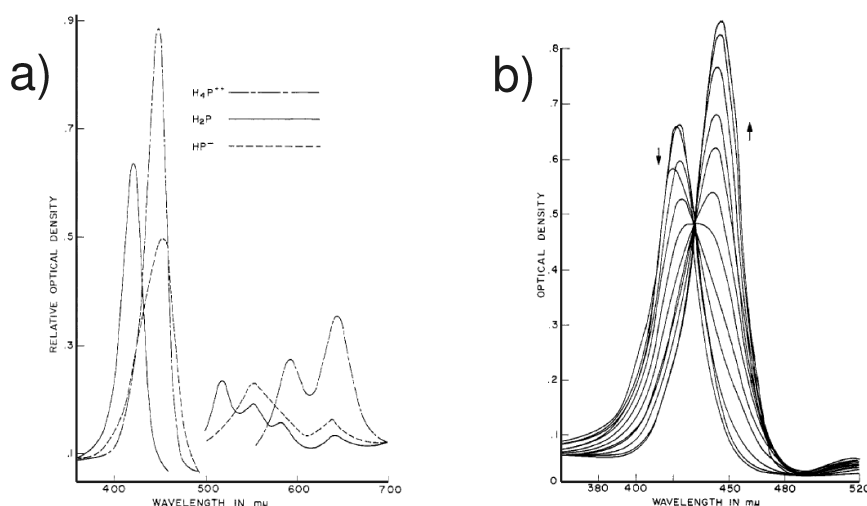 a)
.9
.7
.5
.3
.1
RELATIVE OPTICAL DENSITY
H₄P⁺⁺
H₂P
HP⁻
400 500 600 700
WAVELENGTH IN mμ
b)
.8
.7
.6
.5
.4
.3
.2
.1
0
OPTICAL DENSITY
380 400 450 480 520
WAVELENGTH IN mμ